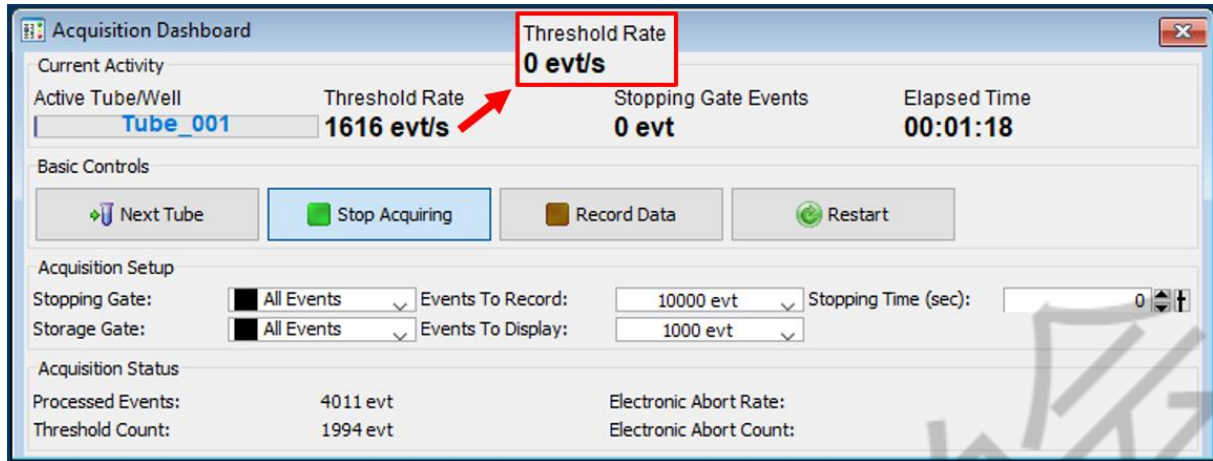 Acquisition Dashboard
Threshold Rate
0 evt/s
Current Activity
Active Tube/Well Threshold Rate Stopping Gate Events Elapsed Time
Tube_001 1616 evt/s 0 evt 00:01:18
Basic Controls
Next Tube Stop Acquiring Record Data Restart
Acquisition Setup
Stopping Gate: All Events Events To Record: 10000 evt Stopping Time (sec): 0
Storage Gate: All Events Events To Display: 1000 evt
Acquisition Status
Processed Events: 4011 evt Electronic Abort Rate:
Threshold Count: 1994 evt Electronic Abort Count: